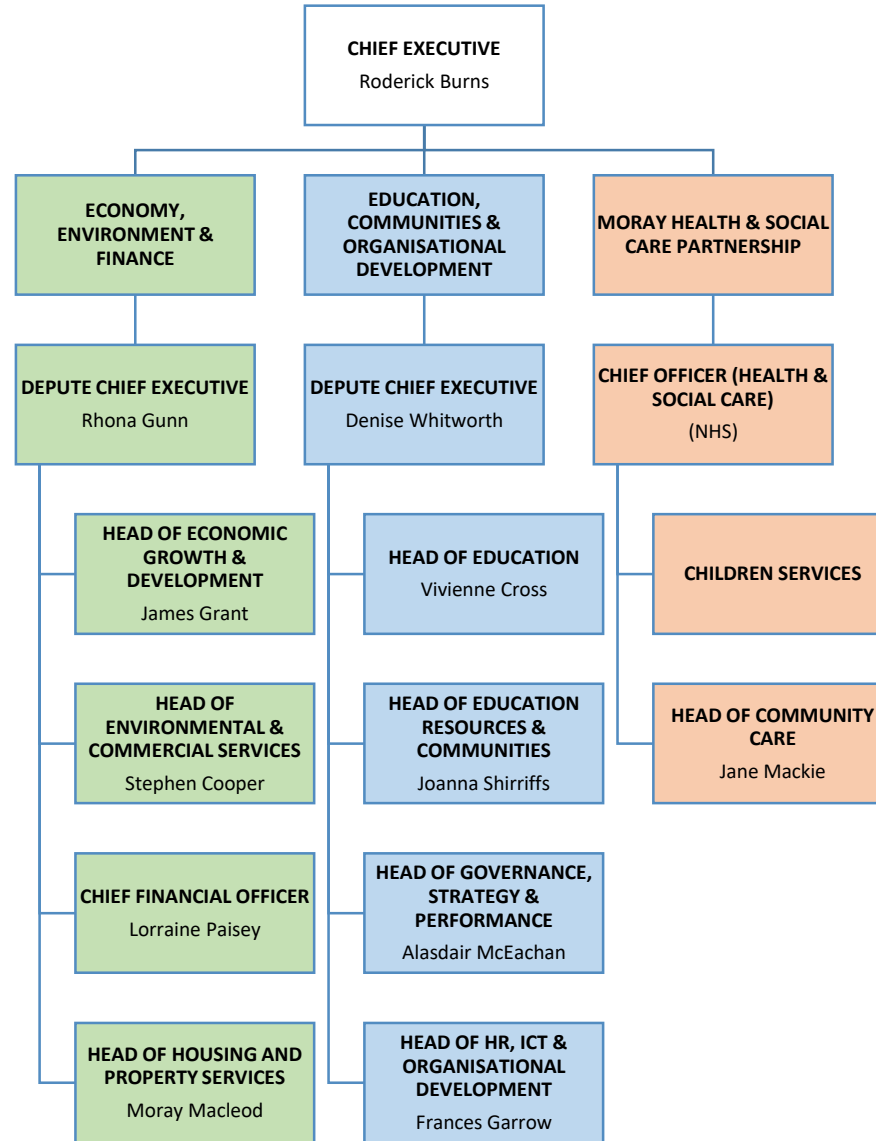 CHIEF EXECUTIVE
Roderick Burns
ECONOMY,
ENVIRONMENT &
FINANCE
EDUCATION,
COMMUNITIES &
ORGANISATIONAL
DEVELOPMENT
MORAY HEALTH & SOCIAL
CARE PARTNERSHIP
DEPUTE CHIEF EXECUTIVE
Rhona Gunn
DEPUTE CHIEF EXECUTIVE
Denise Whitworth
CHIEF OFFICER (HEALTH &
SOCIAL CARE)
(NHS)
HEAD OF ECONOMIC
GROWTH &
DEVELOPMENT
James Grant
HEAD OF EDUCATION
Vivienne Cross
CHILDREN SERVICES
HEAD OF
ENVIRONMENTAL &
COMMERCIAL SERVICES
Stephen Cooper
HEAD OF EDUCATION
RESOURCES &
COMMUNITIES
Joanna Shirriffs
HEAD OF COMMUNITY
CARE
Jane Mackie
CHIEF FINANCIAL OFFICER
Lorraine Paisey
HEAD OF GOVERNANCE,
STRATEGY &
PERFORMANCE
Alasdair McEachan
HEAD OF HOUSING AND
PROPERTY SERVICES
Moray Macleod
HEAD OF HR, ICT &
ORGANISATIONAL
DEVELOPMENT
Frances Garrow